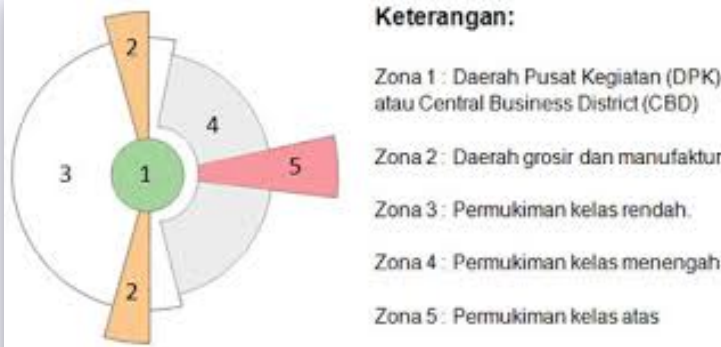 Keterangan:
Zona 1 : Daerah Pusat Kegiatan (DPK)
atau Central Business District (CBD)
Zona 2 : Daerah grosir dan manufaktur
Zona 3 : Permukiman kelas rendah.
Zona 4 : Permukiman kelas menengah
Zona 5 : Permukiman kelas atas
2
4
3
1
5
2